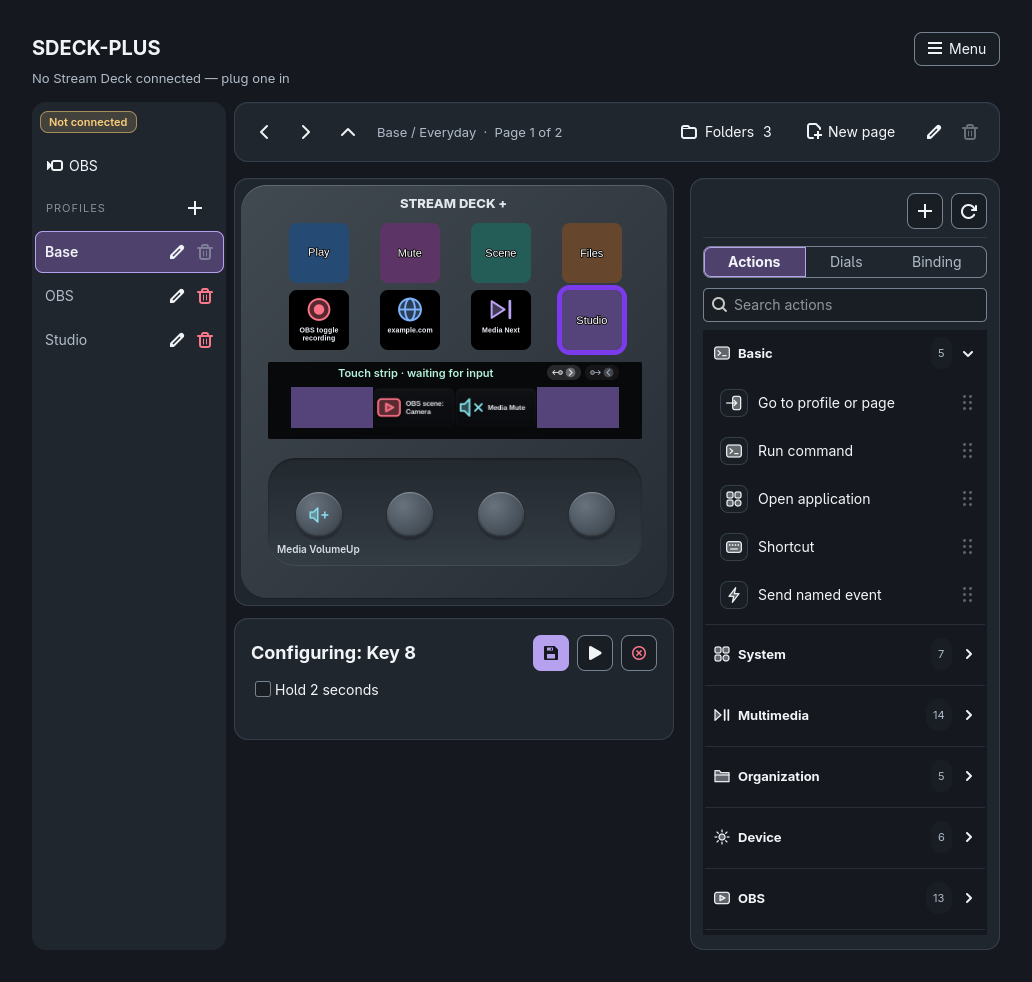 SDECK-PLUS
Menu
No Stream Deck connected — plug one in
Not connected
OBS
PROFILES
Base
OBS
Studio
Base / Everyday · Page 1 of 2
Folders 3
New page
STREAM DECK +
Play
Mute
Scene
Files
OBS toggle
recording
example.com
Media Next
Studio
Touch strip · waiting for input
OBS scene:
Camera
Media Mute
Media VolumeUp
Configuring: Key 8
Hold 2 seconds
Actions
Dials
Binding
Search actions
Basic 5
Go to profile or page
Run command
Open application
Shortcut
Send named event
System 7
Multimedia 14
Organization 5
Device 6
OBS 13